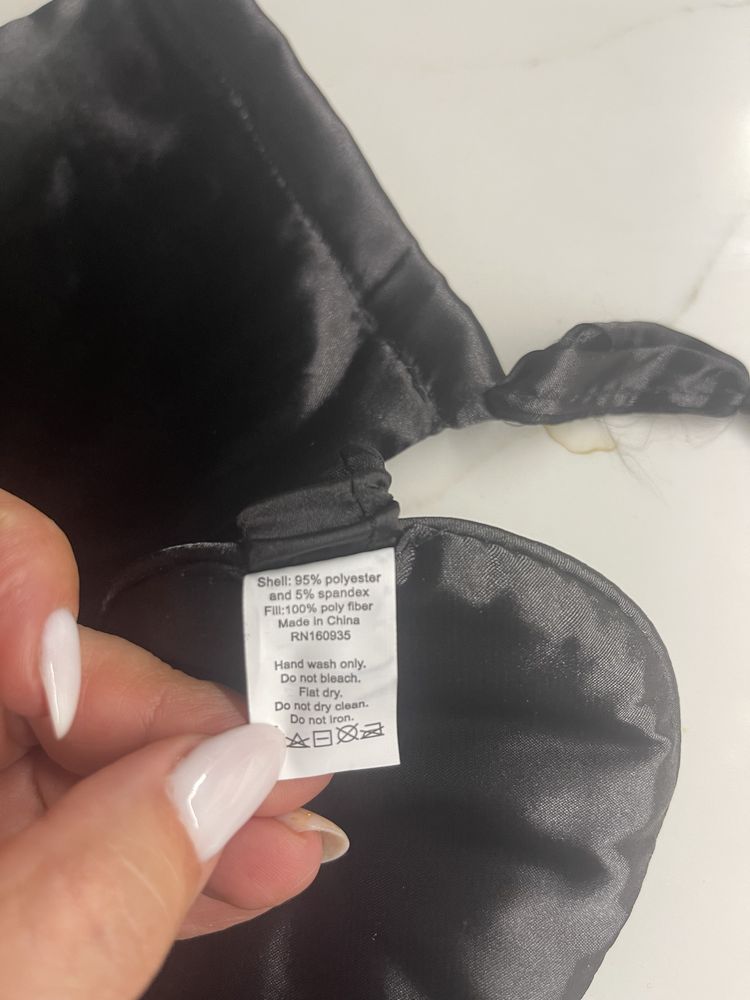 Shell: 95% polyester
and 5% spandex
Fill:100% poly fiber
Made in China
RN160935
Hand wash only.
Do not bleach.
Flat dry.
Do not dry clean.
Do not iron.